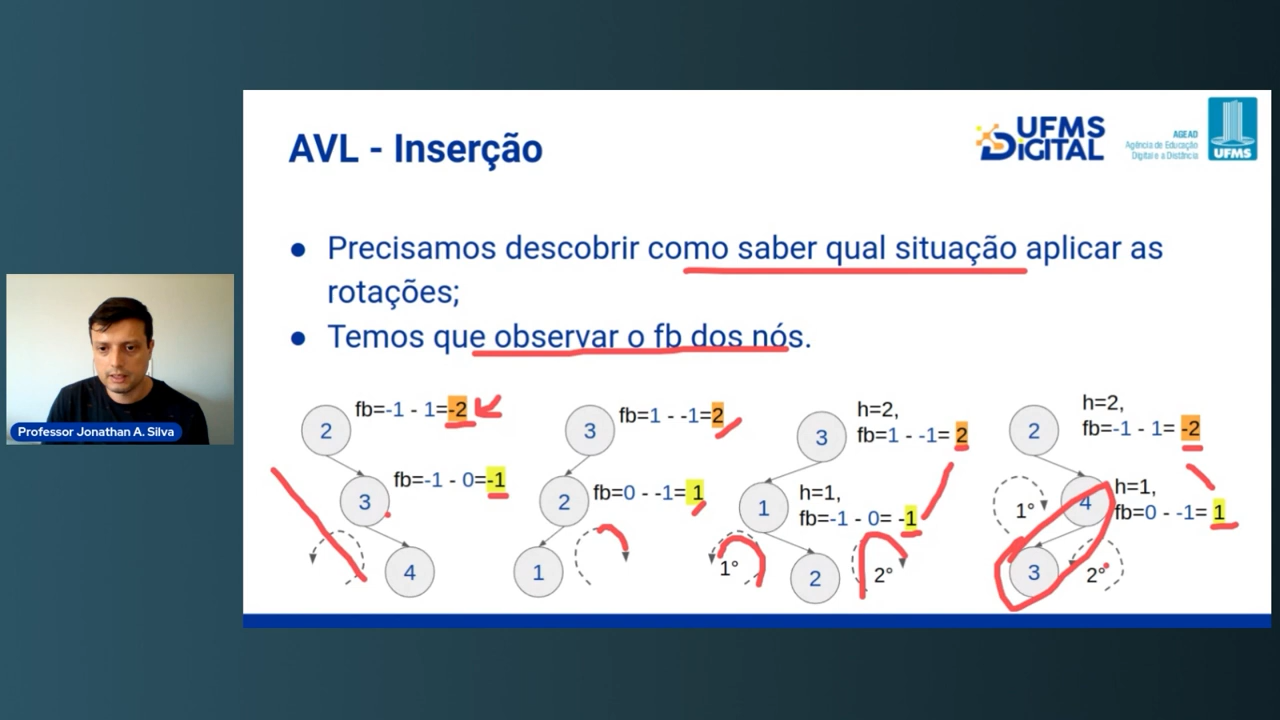 AVL - Inserção
UFMS
DIGITAL
AGEAD
Agência de Educação
Digital e a Distância
UFMS
● Precisamos descobrir como saber qual situação aplicar as
rotações;
● Temos que observar o fb dos nós.
2
fb=-1 - 1=-2
3
fb=-1 - 0=-1
4
3
fb=1 - -1=2
2
fb=0 - -1= 1
1
3
h=2,
fb=1 - -1= 2
1
h=1,
fb=-1 - 0= -1
1°
2
2°
2
h=2,
fb=-1 - 1= -2
4
h=1,
fb=0 - -1= 1
1°
3
2°
Professor Jonathan A. Silva